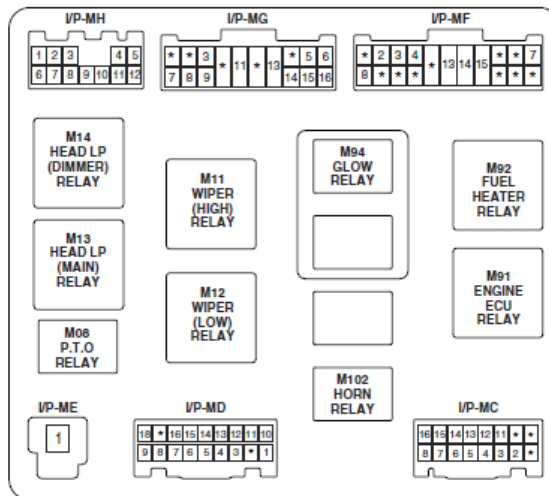 I/P-MH
I/P-MG
I/P-MF
1 2 3 4 5
6 7 8 9 10 11 12
* * 3 * 11 * 13 * 5 6
7 8 9 14 15 16
* 2 3 4 * 13 14 15 * * 7
8 * * * * * *
M14
HEAD LP
(DIMMER)
RELAY
M11
WIPER
(HIGH)
RELAY
M94
GLOW
RELAY
M92
FUEL
HEATER
RELAY
M13
HEAD LP
(MAIN)
RELAY
M12
WIPER
(LOW)
RELAY
M91
ENGINE
ECU
RELAY
M08
P.T.O
RELAY
M102
HORN
RELAY
I/P-ME
I/P-MD
I/P-MC
1
18 * 16 15 14 13 12 11 10
9 8 7 6 5 4 3 * 1
16 15 14 13 12 11 * *
8 7 6 5 4 3 2 *